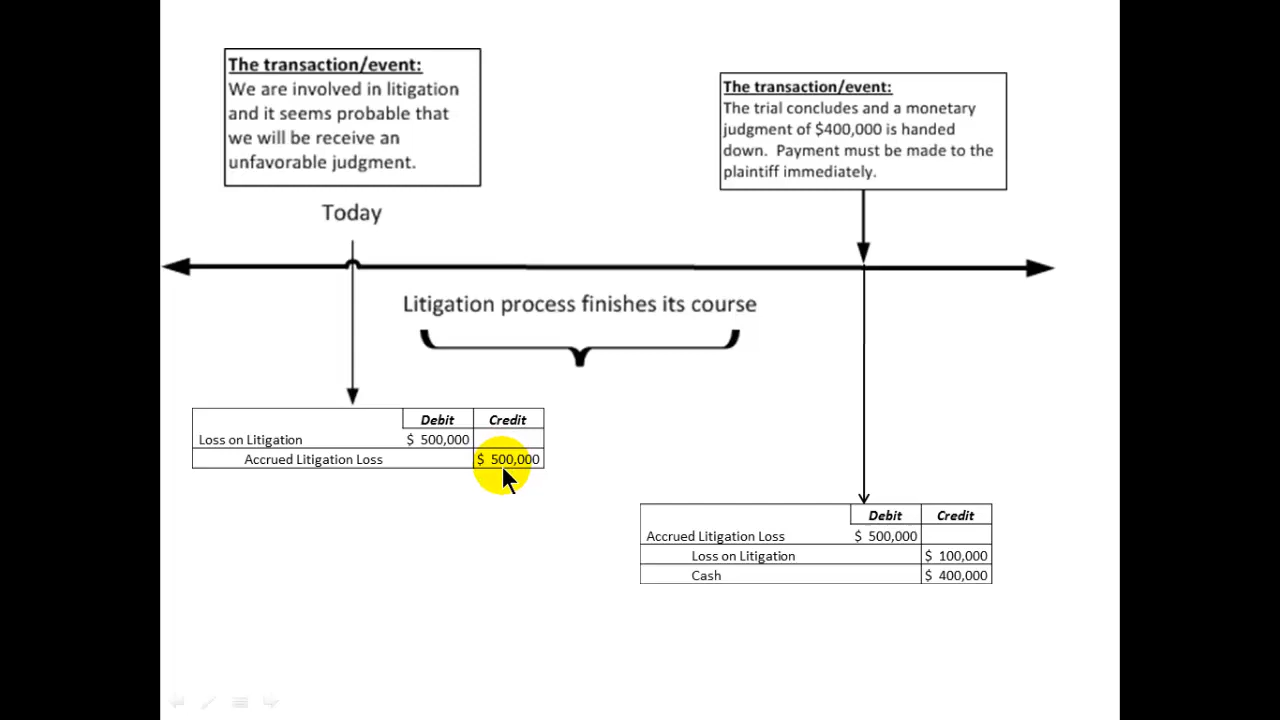 The transaction/event:
We are involved in litigation
and it seems probable that
we will be receive an
unfavorable judgment.
The transaction/event:
The trial concludes and a monetary
judgment of $400,000 is handed
down. Payment must be made to the
plaintiff immediately.
Today
Litigation process finishes its course
Debit Credit
Loss on Litigation $ 500,000
Accrued Litigation Loss $ 500,000
Debit Credit
Accrued Litigation Loss $ 500,000
Loss on Litigation $ 100,000
Cash $ 400,000